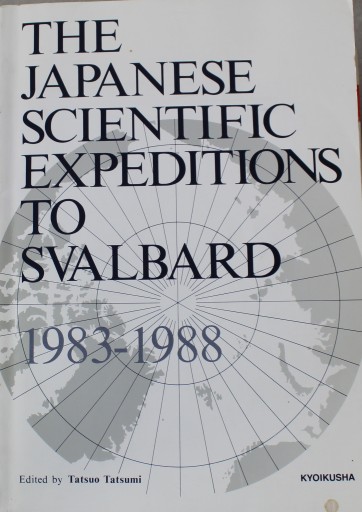 THE
JAPANESE
SCIENTIFIC
EXPEDITIONS
TO
SVALBARD
1983-1988
Edited by Tatsuo Tatsumi
KYOIKUSHA